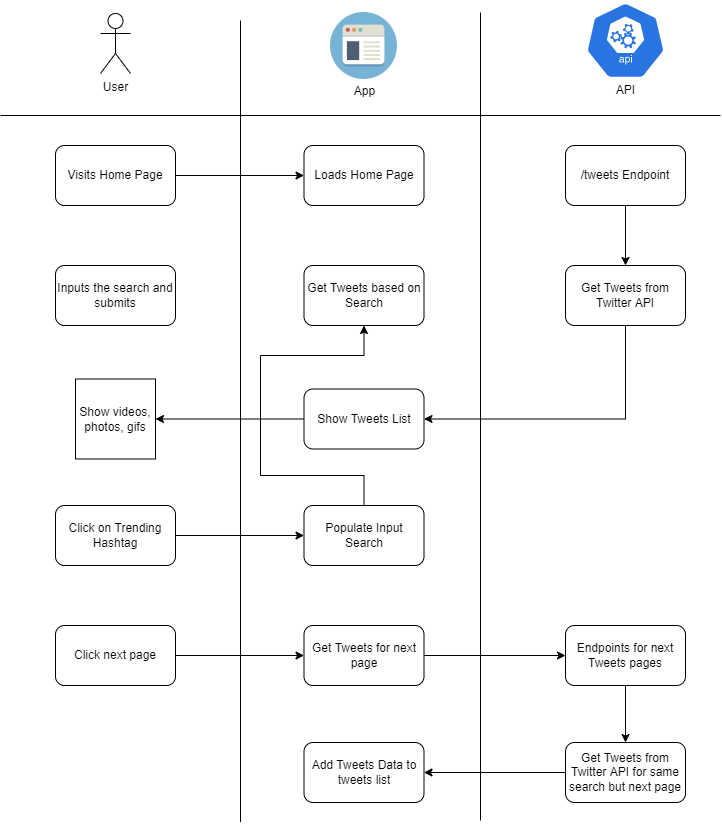 api
User
App
API
Visits Home Page
Loads Home Page
/tweets Endpoint
Inputs the search and
submits
Get Tweets based on
Search
Get Tweets from
Twitter API
Show videos,
photos, gifs
Show Tweets List
Click on Trending
Hashtag
Populate Input
Search
Click next page
Get Tweets for next
page
Endpoints for next
Tweets pages
Add Tweets Data to
tweets list
Get Tweets from
Twitter API for same
search but next page